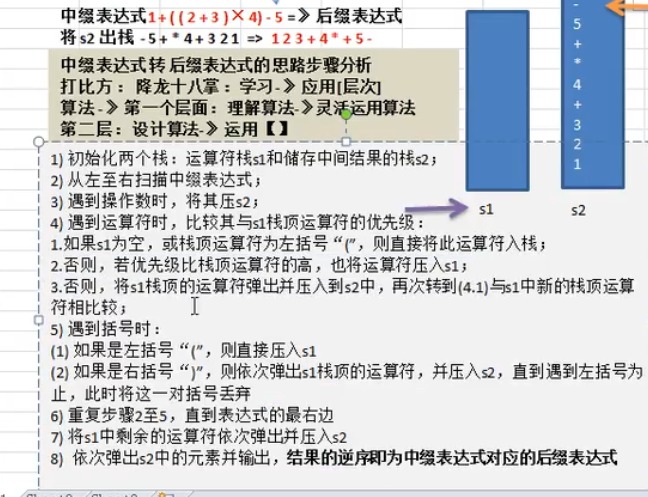 中缀表达式1+((2+3)×4)-5=》后缀表达式
将 s2 出栈 -5+*4+321 => 123+4*+5-
中缀表达式 转 后缀表达式的思路步骤分析
打比方：降龙十八掌：学习-》应用[层次]
算法-》第一个层面：理解算法-》灵活运用算法
第二层：设计算法-》运用【】
1) 初始化两个栈：运算符栈s1和储存中间结果的栈s2；
2) 从左至右扫描中缀表达式；
3) 遇到操作数时，将其压s2；
4) 遇到运算符时，比较其与s1栈顶运算符的优先级：
1.如果s1为空，或栈顶运算符为左括号“(”，则直接将此运算符入栈；
2.否则，若优先级比栈顶运算符的高，也将运算符压入s1；
3.否则，将s1栈顶的运算符弹出并压入到s2中，再次转到(4.1)与s1中新的栈顶运算
符相比较；
5) 遇到括号时：
(1) 如果是左括号“(”，则直接压入s1
(2) 如果是右括号“)”，则依次弹出s1栈顶的运算符，并压入s2，直到遇到左括号为
止，此时将这一对括号丢弃
6) 重复步骤2至5，直到表达式的最右边
7) 将s1中剩余的运算符依次弹出并压入s2
8) 依次弹出s2中的元素并输出，结果的逆序即为中缀表达式对应的后缀表达式
-
5
+
*
4
+
3
2
1
s1
s2